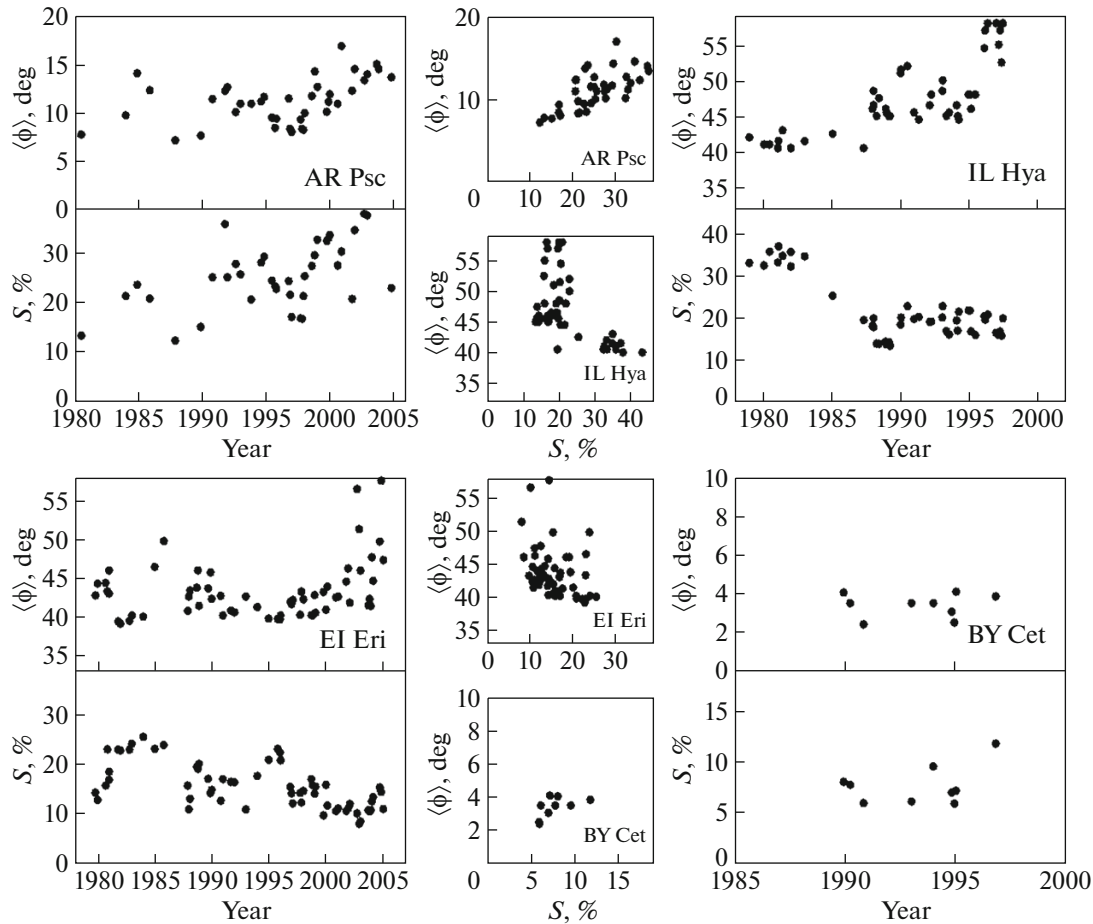 20
15
10
5
0
⟨ϕ⟩, deg
AR Psc
30
20
10
0
S, %
1980 1985 1990 1995 2000 2005
Year
20
10
0
⟨ϕ⟩, deg
AR Psc
0 10 20 30
55
50
45
40
35
⟨ϕ⟩, deg
IL Hya
0 10 20 30 40
S, %
55
50
45
40
35
⟨ϕ⟩, deg
IL Hya
40
30
20
10
0
S, %
1980 1985 1990 1995 2000
Year
55
50
45
40
35
⟨ϕ⟩, deg
EI Eri
30
20
10
0
S, %
1980 1985 1990 1995 2000 2005
Year
55
50
45
40
35
⟨ϕ⟩, deg
EI Eri
0 10 20 30
10
8
6
4
2
0
⟨ϕ⟩, deg
BY Cet
5 10 15
S, %
10
8
6
4
2
0
⟨ϕ⟩, deg
BY Cet
15
10
5
0
S, %
1985 1990 1995 2000
Year